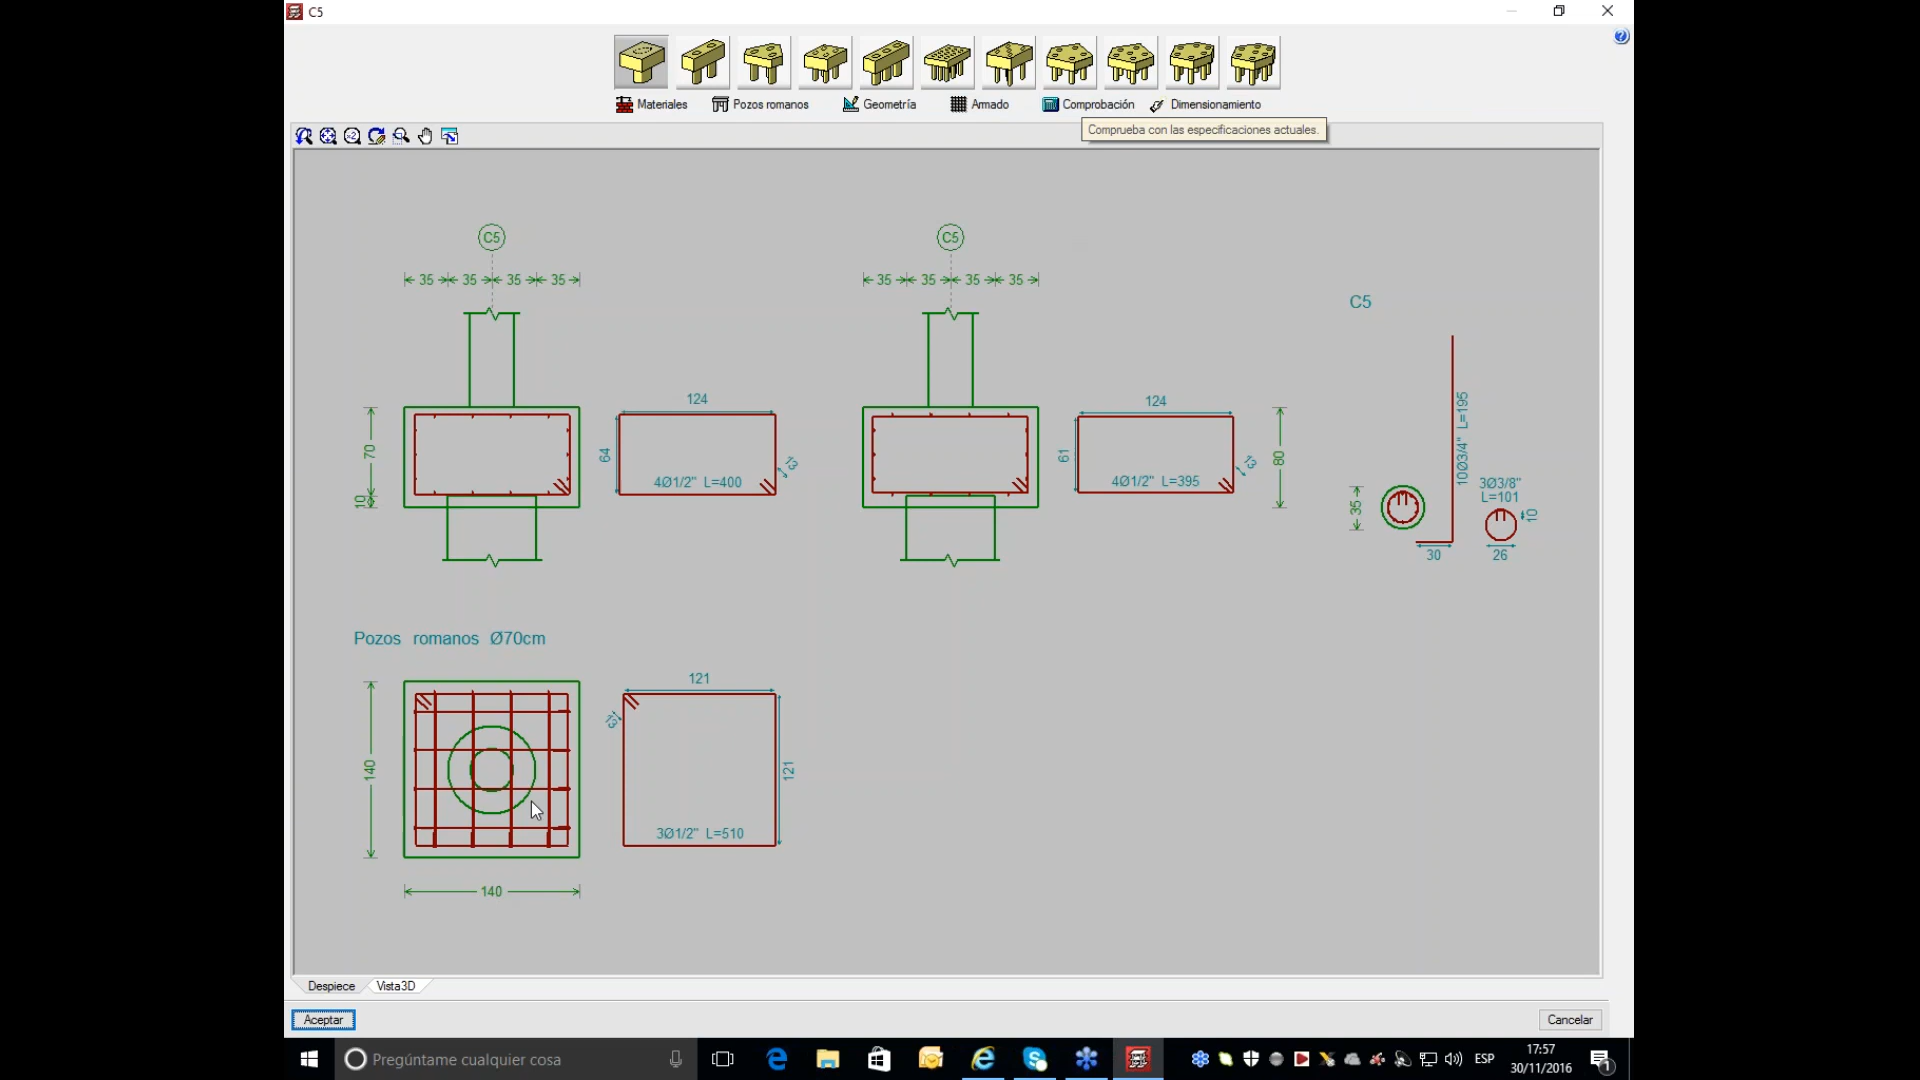 C5
Materiales
Pozos romanos
Geometría
Armado
Comprobación
Dimensionamiento
Comprueba con las especificaciones actuales.
C5
35 35 35 35
70
10
124
64
13
4Ø1/2" L=400
C5
35 35 35 35
124
61
13
4Ø1/2" L=395
80
C5
10Ø3/4" L=195
35
30
3Ø3/8"
L=101
10
26
Pozos romanos Ø70cm
140
140
121
13
121
3Ø1/2" L=510
Despiece
Vista3D
Aceptar
Cancelar
Pregúntame cualquier cosa
ESP
17:57
30/11/2016
1